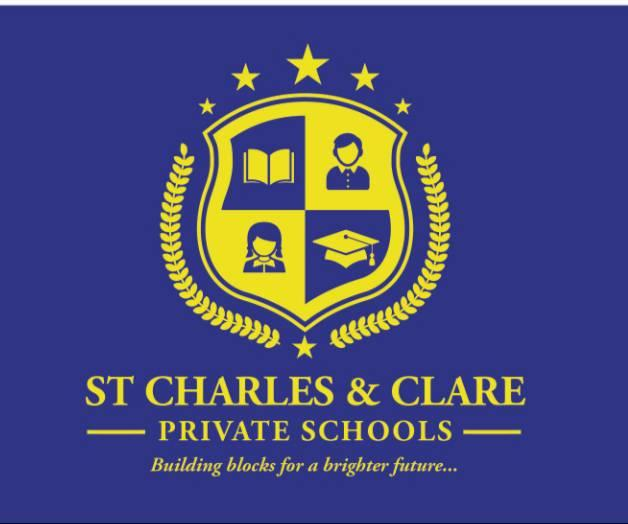 ST CHARLES & CLARE
PRIVATE SCHOOLS
Building blocks for a brighter future...